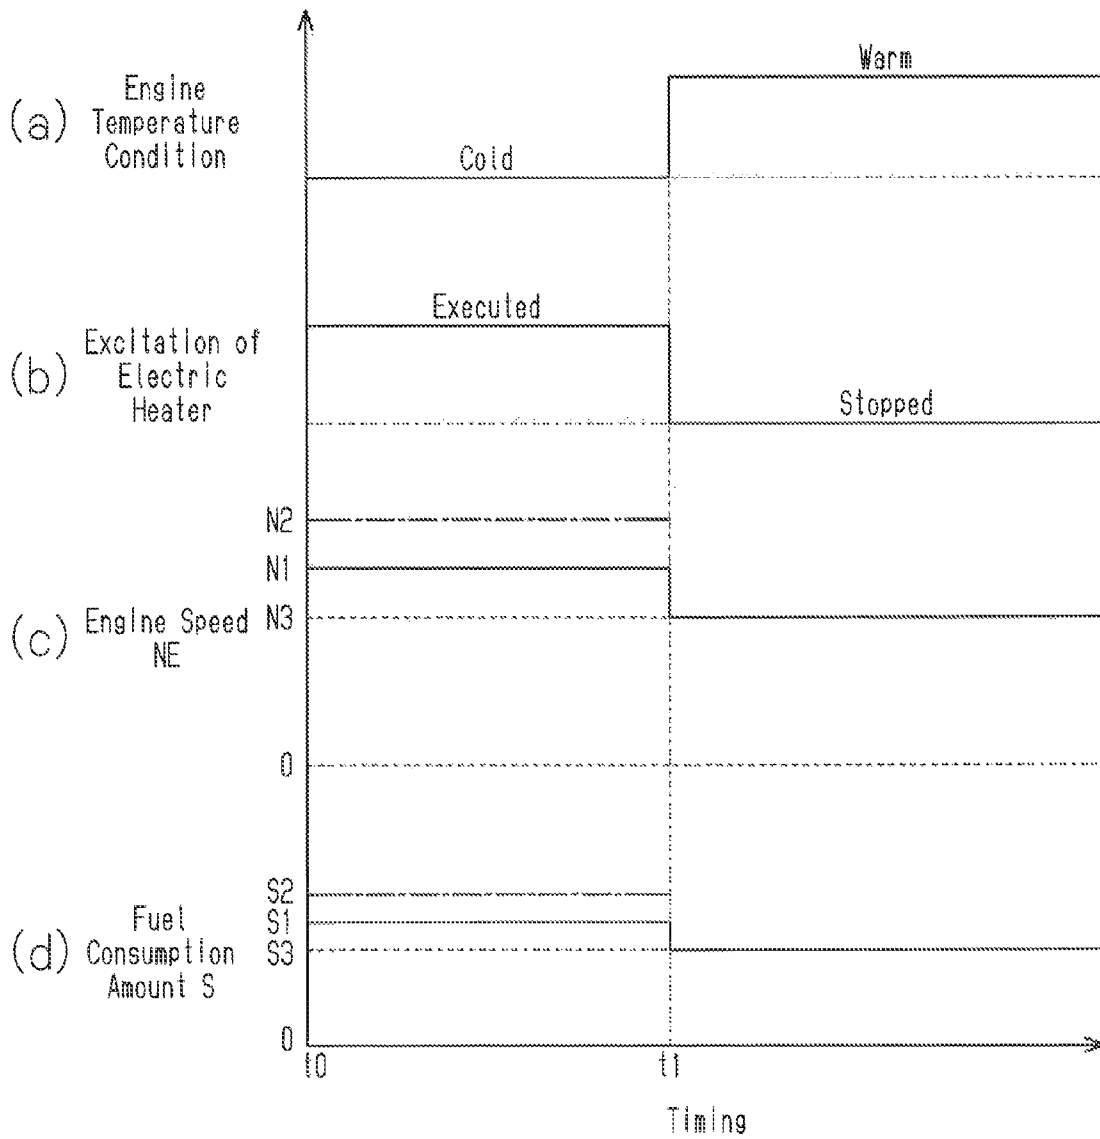 Warm
(a) Engine
Temperature
Condition
Cold
Executed
(b) Excitation of
Electric
Heater
Stopped
N2
N1
N3
(c) Engine Speed
NE
0
S2
S1
S3
(d) Fuel
Consumption
Amount S
0
t0
t1
Timing